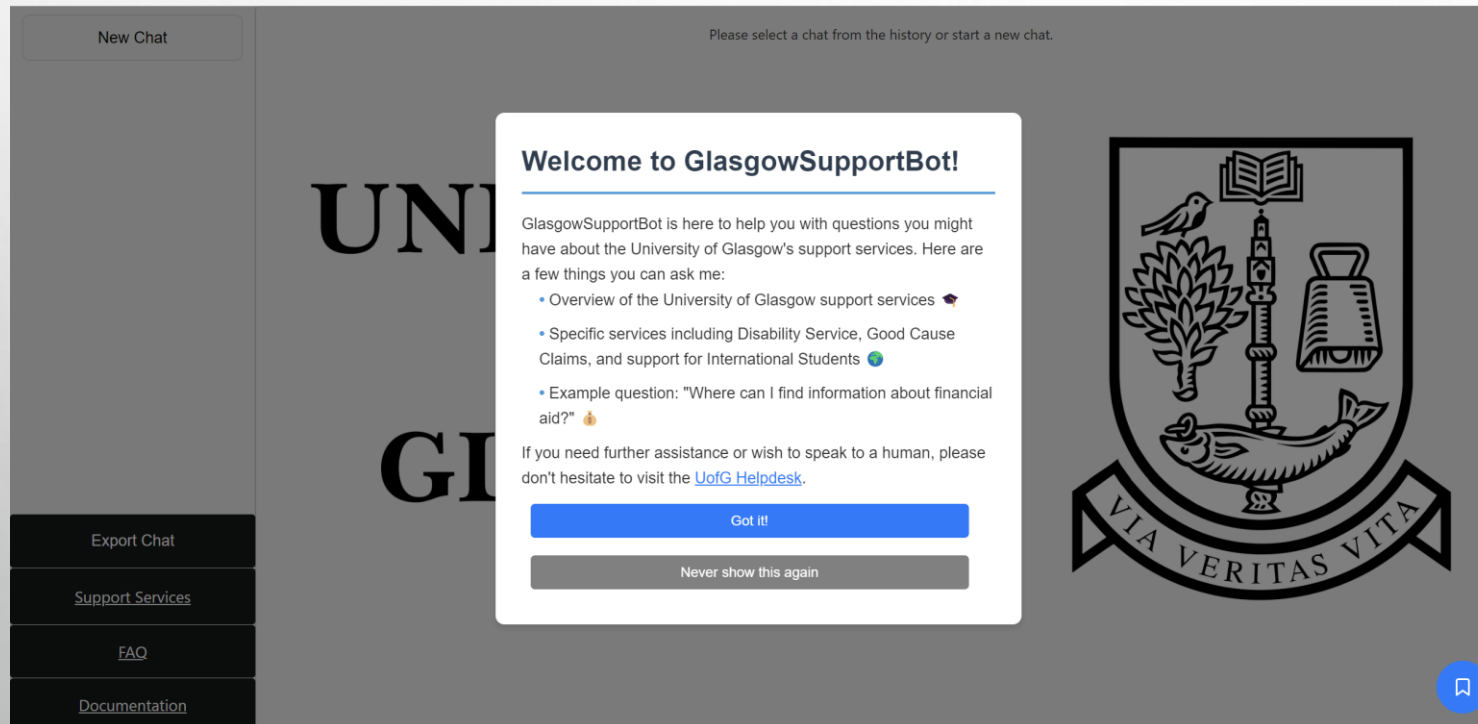 New Chat
Please select a chat from the history or start a new chat.
Welcome to GlasgowSupportBot!
GlasgowSupportBot is here to help you with questions you might
have about the University of Glasgow's support services. Here are
a few things you can ask me:
• Overview of the University of Glasgow support services 🎓
• Specific services including Disability Service, Good Cause
Claims, and support for International Students 🌍
• Example question: "Where can I find information about financial
aid?" 💰
If you need further assistance or wish to speak to a human, please
don't hesitate to visit the UofG Helpdesk.
Got it!
Never show this again
UNI
GL
VIA VERITAS VITA
Export Chat
Support Services
FAQ
Documentation